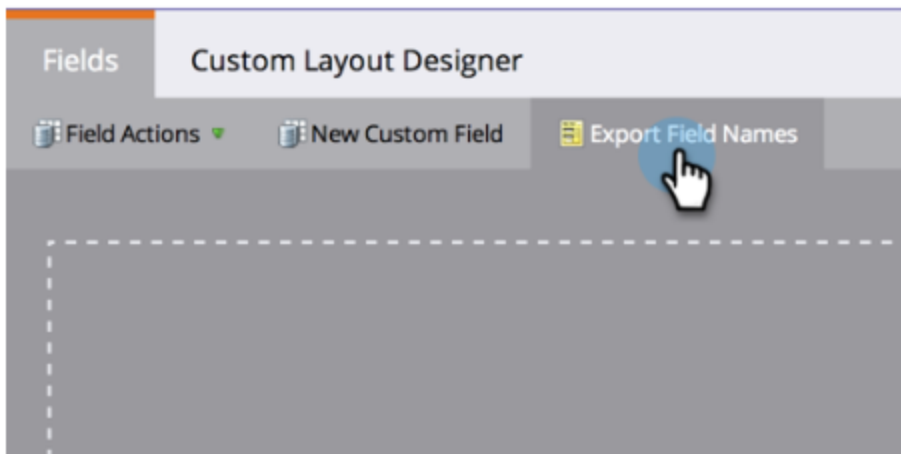 Fields Custom Layout Designer
Field Actions New Custom Field Export Field Names